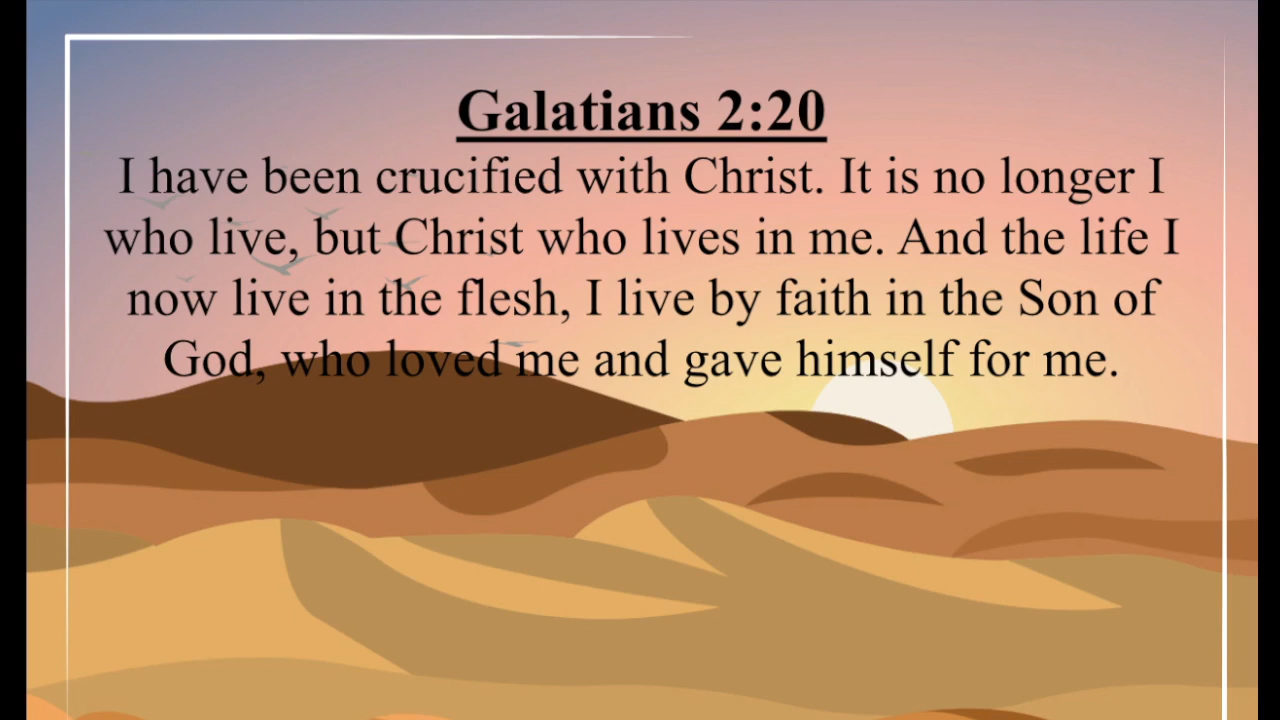 Galatians 2:20
I have been crucified with Christ. It is no longer I
who live, but Christ who lives in me. And the life I
now live in the flesh, I live by faith in the Son of
God, who loved me and gave himself for me.